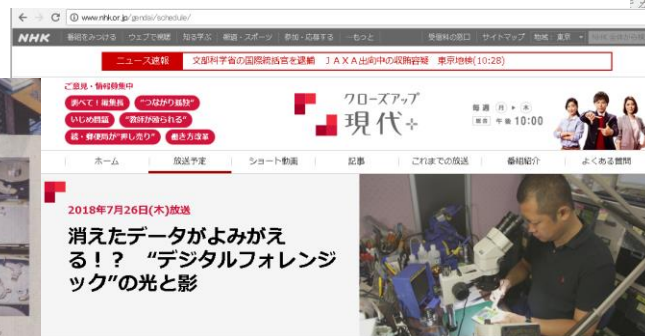 www.nhk.or.jp/gendai/schedule/
NHK 番組をみつける ウェブで視聴 知る学ぶ 報道・スポーツ 参加・応募する 一もっと 受信料の窓口 サイトマップ 地域：東京
ニュース速報 文部科学省の国際統括官を逮捕 ＪＡＸＡ出向中の収賄容疑 東京地検(10:28)
ご意見・情報募集中
調べて！編集長 “つながり孤独”
いじめ問題 “教師が破られる”
続・郵便局が“押し売り” 働き方改革
クローズアップ
現代+
毎週 月 ▶ 木
午後10:00
ホーム 放送予定 ショート動画 記事 これまでの放送 番組紹介 よくある質問
2018年7月26日(木)放送
消えたデータがよみがえ
る！？ “デジタルフォレンジ
ック”の光と影